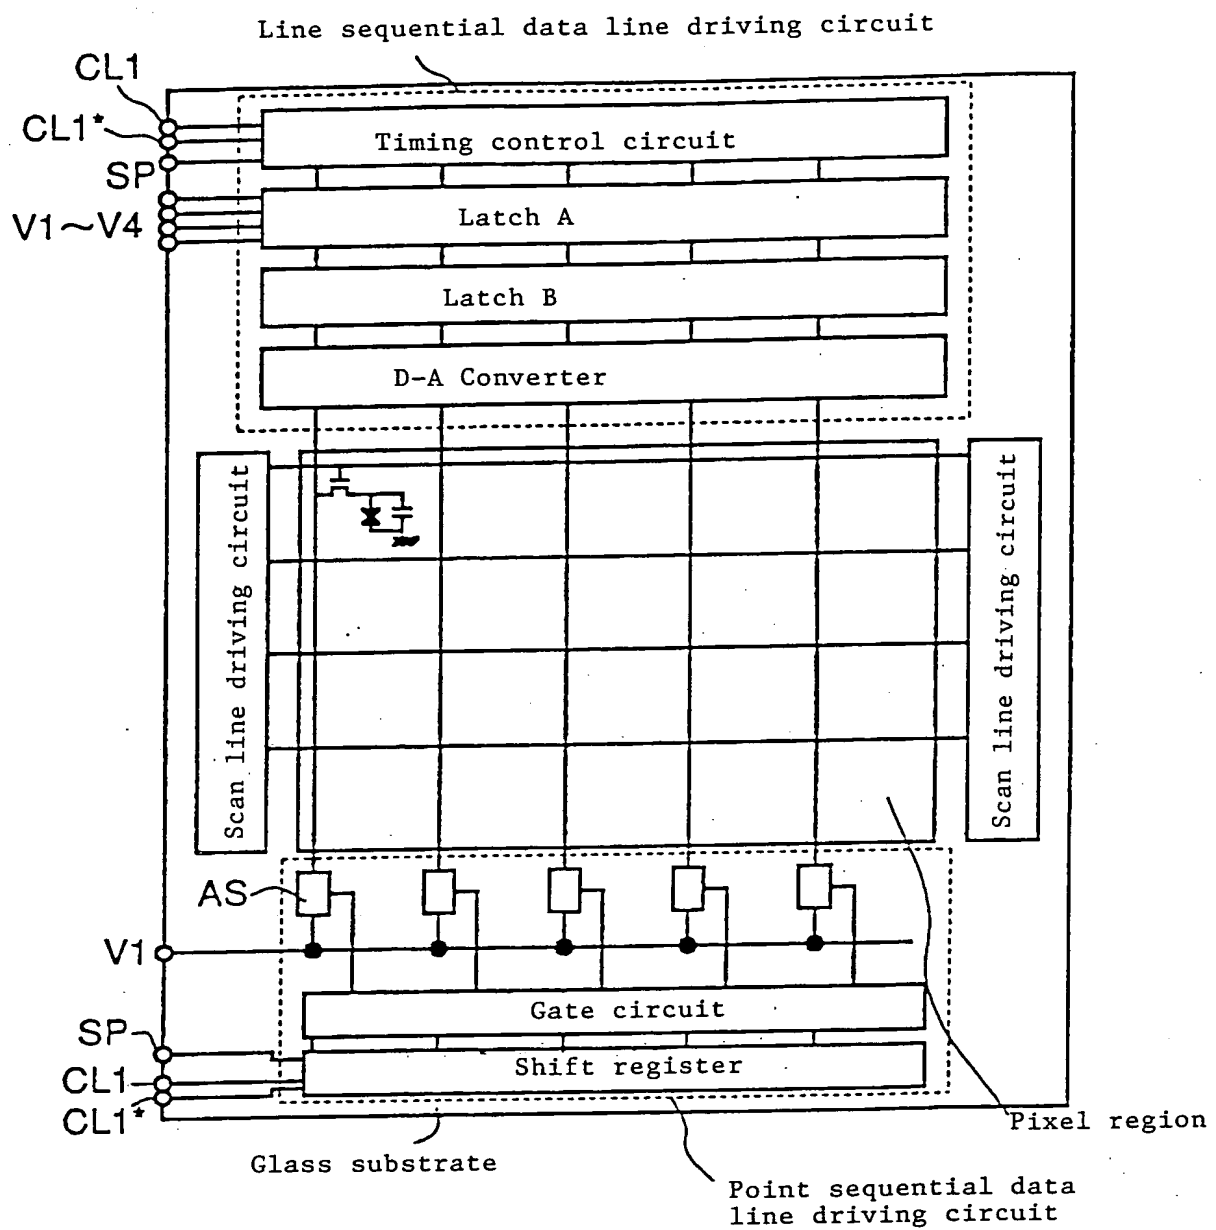 Line sequential data line driving circuit
CL1
CL1*
SP
V1~V4
Timing control circuit
Latch A
Latch B
D-A Converter
Scan line driving circuit
Scan line driving circuit
AS
V1
Gate circuit
SP
Shift register
CL1
CL1*
Pixel region
Glass substrate
Point sequential data
line driving circuit